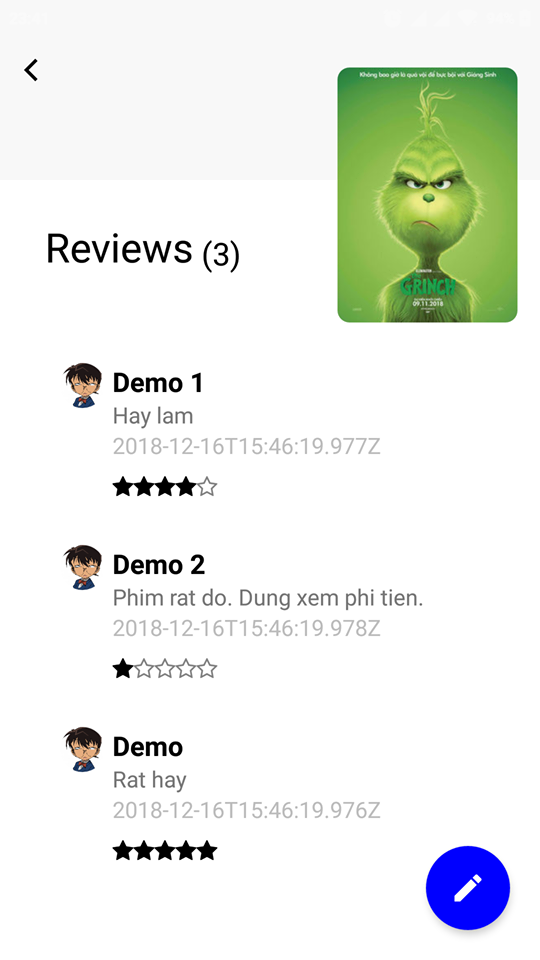 Không bao giờ là quá vội để bực bội với Giáng Sinh
GRINCH
09.11.2018
Reviews (3)
Demo 1
Hay lam
2018-12-16T15:46:19.977Z
Demo 2
Phim rat do. Dung xem phi tien.
2018-12-16T15:46:19.978Z
Demo
Rat hay
2018-12-16T15:46:19.976Z